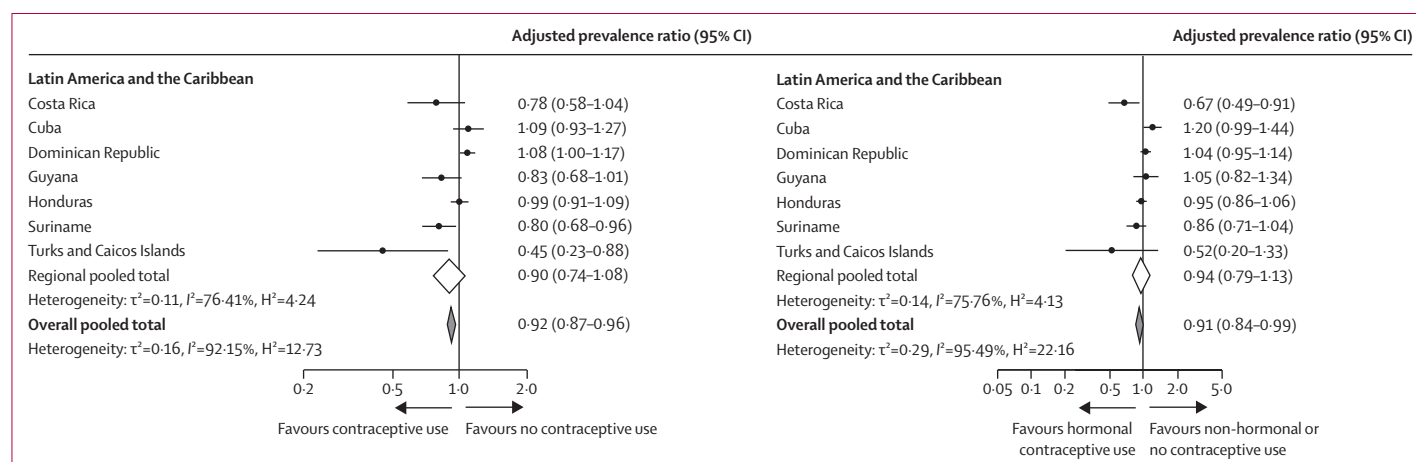 Adjusted prevalence ratio (95% CI)
Latin America and the Caribbean
Costa Rica 0·78 (0·58–1·04)
Cuba 1·09 (0·93–1·27)
Dominican Republic 1·08 (1·00–1·17)
Guyana 0·83 (0·68–1·01)
Honduras 0·99 (0·91–1·09)
Suriname 0·80 (0·68–0·96)
Turks and Caicos Islands 0·45 (0·23–0·88)
Regional pooled total 0·90 (0·74–1·08)
Heterogeneity: τ²=0·11, I²=76·41%, H²=4·24
Overall pooled total 0·92 (0·87–0·96)
Heterogeneity: τ²=0·16, I²=92·15%, H²=12·73
0·2 0·5 1·0 2·0
Favours contraceptive use Favours no contraceptive use
Adjusted prevalence ratio (95% CI)
Latin America and the Caribbean
Costa Rica 0·67 (0·49–0·91)
Cuba 1·20 (0·99–1·44)
Dominican Republic 1·04 (0·95–1·14)
Guyana 1·05 (0·82–1·34)
Honduras 0·95 (0·86–1·06)
Suriname 0·86 (0·71–1·04)
Turks and Caicos Islands 0·52(0·20–1·33)
Regional pooled total 0·94 (0·79–1·13)
Heterogeneity: τ²=0·14, I²=75·76%, H²=4·13
Overall pooled total 0·91 (0·84–0·99)
Heterogeneity: τ²=0·29, I²=95·49%, H²=22·16
0·05 0·1 0·2 0·5 1·0 2·0 5·0
Favours hormonal
contraceptive use
Favours non-hormonal or
no contraceptive use